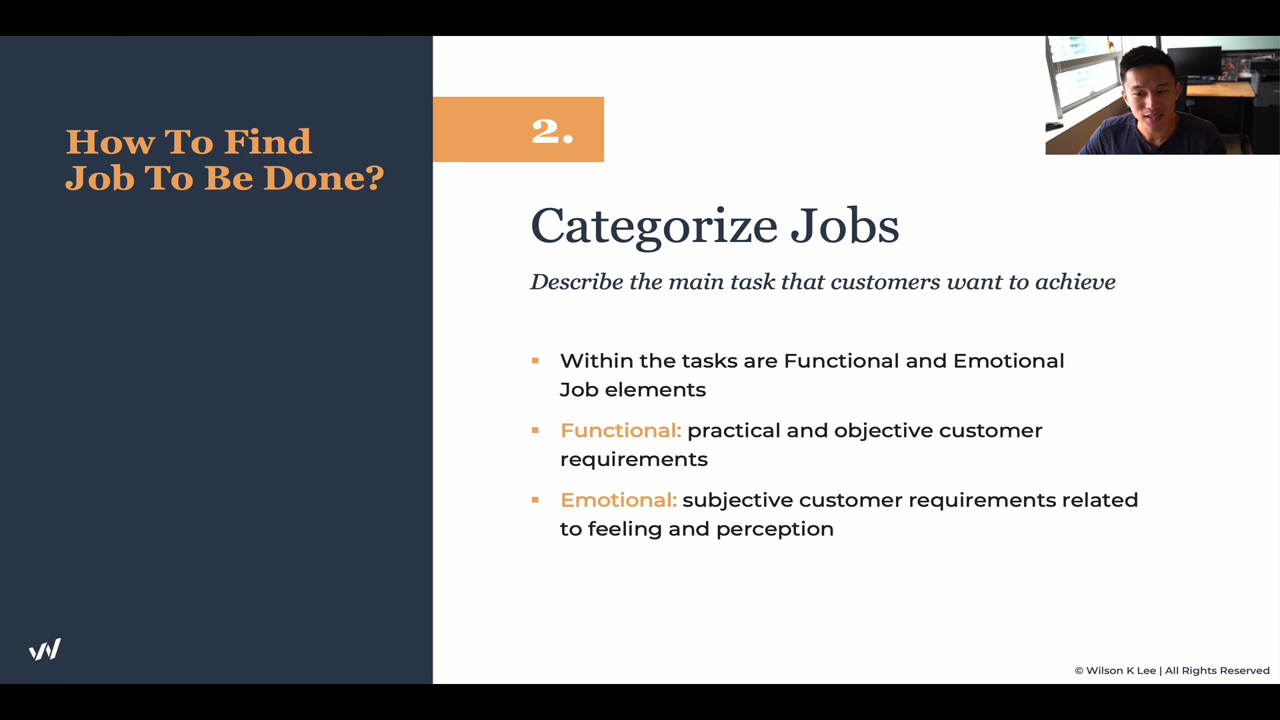 How To Find
Job To Be Done?
2.
Categorize Jobs
Describe the main task that customers want to achieve
Within the tasks are Functional and Emotional
Job elements
Functional: practical and objective customer
requirements
Emotional: subjective customer requirements related
to feeling and perception
© Wilson K Lee | All Rights Reserved